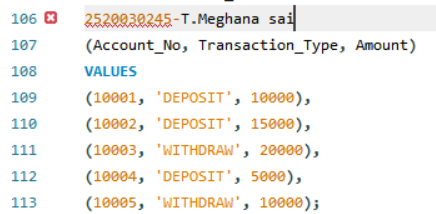 106 2520030245-T.Meghana sai
107 (Account_No, Transaction_Type, Amount)
108 VALUES
109 (10001, 'DEPOSIT', 10000),
110 (10002, 'DEPOSIT', 15000),
111 (10003, 'WITHDRAW', 20000),
112 (10004, 'DEPOSIT', 5000),
113 (10005, 'WITHDRAW', 10000);